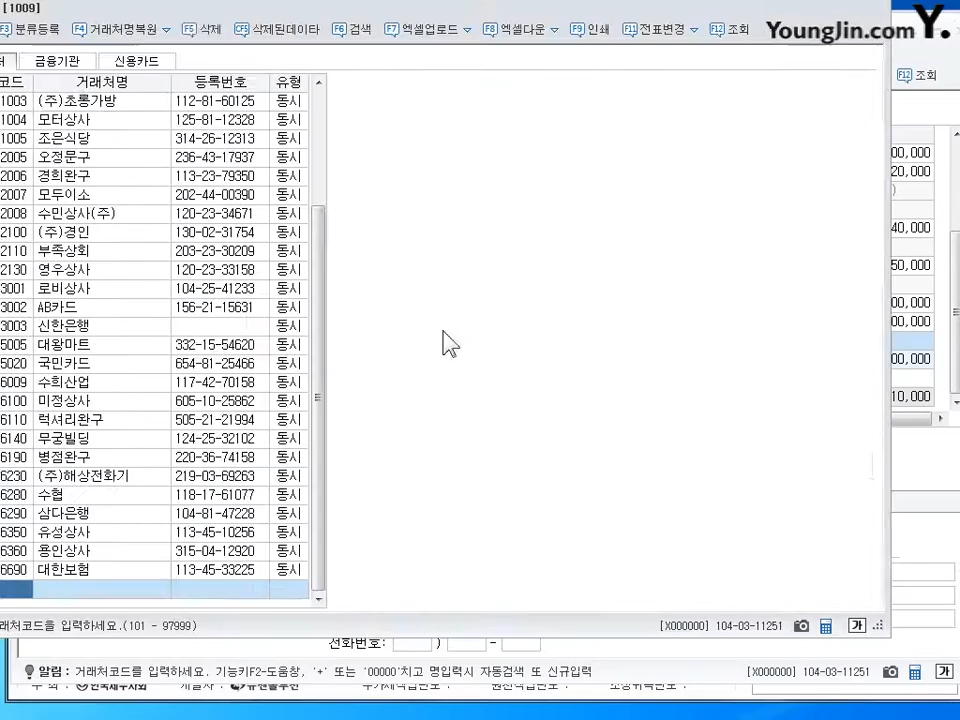 [1009]
F3 분류등록 F4 거래처명복원 F5 삭제 CF5 삭제된데이타 F6 검색 F7 엑셀업로드 F8 엑셀다운 F9 인쇄 F11 전표변경 F12 조회
YoungJin.com Y.
금융기관 신용카드
F12 조회
코드 거래처명 등록번호 유형
1003 (주)초롱가방 112-81-60125 동시
1004 모터상사 125-81-12328 동시
1005 조은식당 314-26-12313 동시
2005 오정문구 236-43-17937 동시
2006 경희완구 113-23-79350 동시
2007 모두이소 202-44-00390 동시
2008 수민상사(주) 120-23-34671 동시
2100 (주)경인 130-02-31754 동시
2110 부족상회 203-23-30209 동시
2130 영우상사 120-23-33158 동시
3001 로비상사 104-25-41233 동시
3002 AB카드 156-21-15631 동시
3003 신한은행 동시
5005 대왕마트 332-15-54620 동시
5020 국민카드 654-81-25466 동시
6009 수희산업 117-42-70158 동시
6100 미정상사 605-10-25862 동시
6110 럭셔리완구 505-21-21994 동시
6140 무궁빌딩 124-25-32102 동시
6190 병점완구 220-36-74158 동시
6230 (주)해상전화기 219-03-69263 동시
6280 수협 118-17-61077 동시
6290 삼다은행 104-81-47228 동시
6350 유성상사 113-45-10256 동시
6360 용인상사 315-04-12920 동시
6690 대한보험 113-45-33225 동시
00,000
20,000
)
40,000
50,000
00,000
00,000
00,000
10,000
래처코드을 입력하세요.(101 - 97999) [X000000] 104-03-11251 가
전화번호: ) -
알림 : 거래처코드를 입력하세요. 기능키F2-도움창, '+' 또는 '00000'치고 명입력시 자동검색 또 신규입력 [X000000] 104-03-11251 가